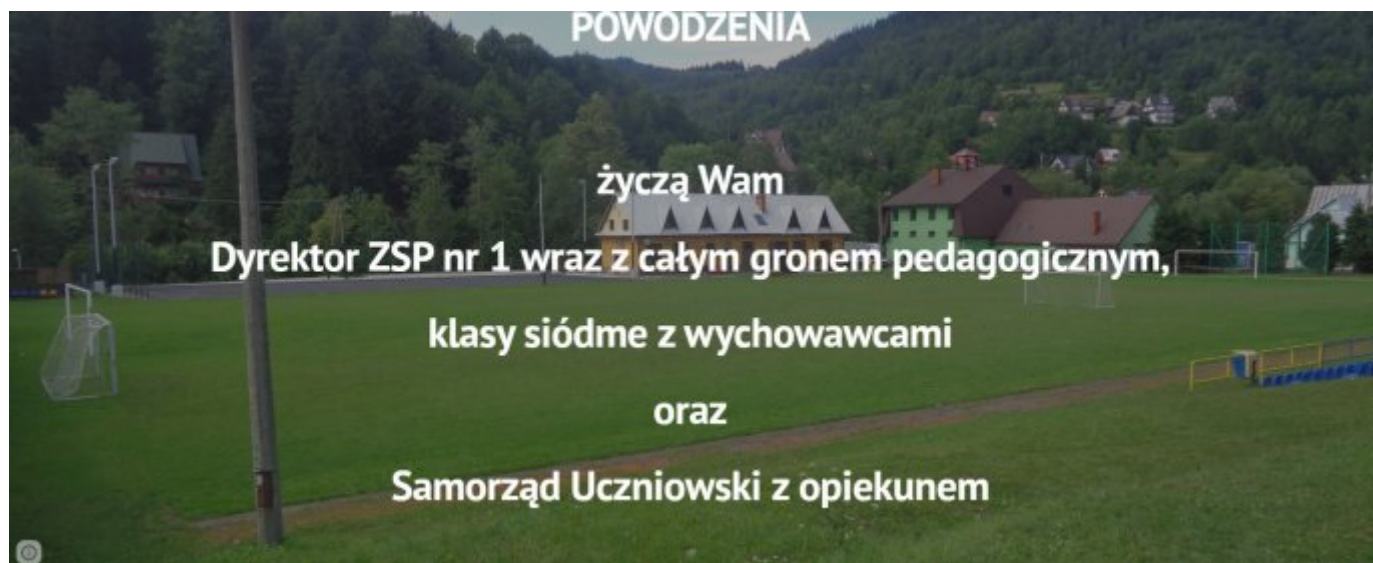 POWODZENIA
życzą Wam
Dyrektor ZSP nr 1 wraz z całym gronem pedagogicznym,
klasy siódme z wychowawcami
oraz
Samorząd Uczniowski z opiekunem